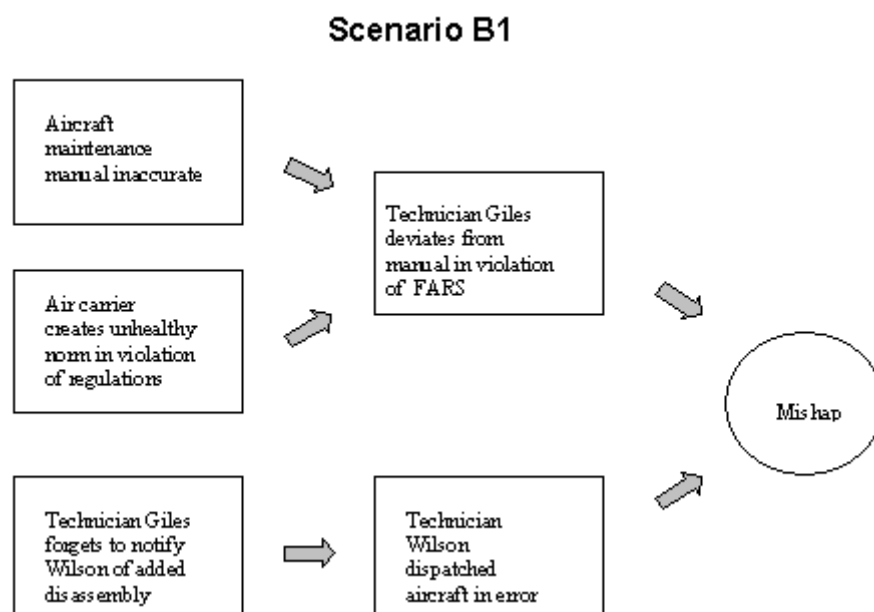 Scenario B1
Aircraft
maintenance
manual inaccurate
Technician Giles
deviates from
manual in violation
of FARS
Air carrier
creates unhealthy
norm in violation
of regulations
Mishap
Technician Giles
forgets to notify
Wilson of added
disassembly
Technician
Wilson
dispatched
aircraft in error